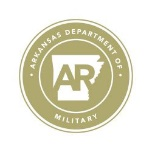 ARKANSAS DEPARTMENT OF
AR
MILITARY